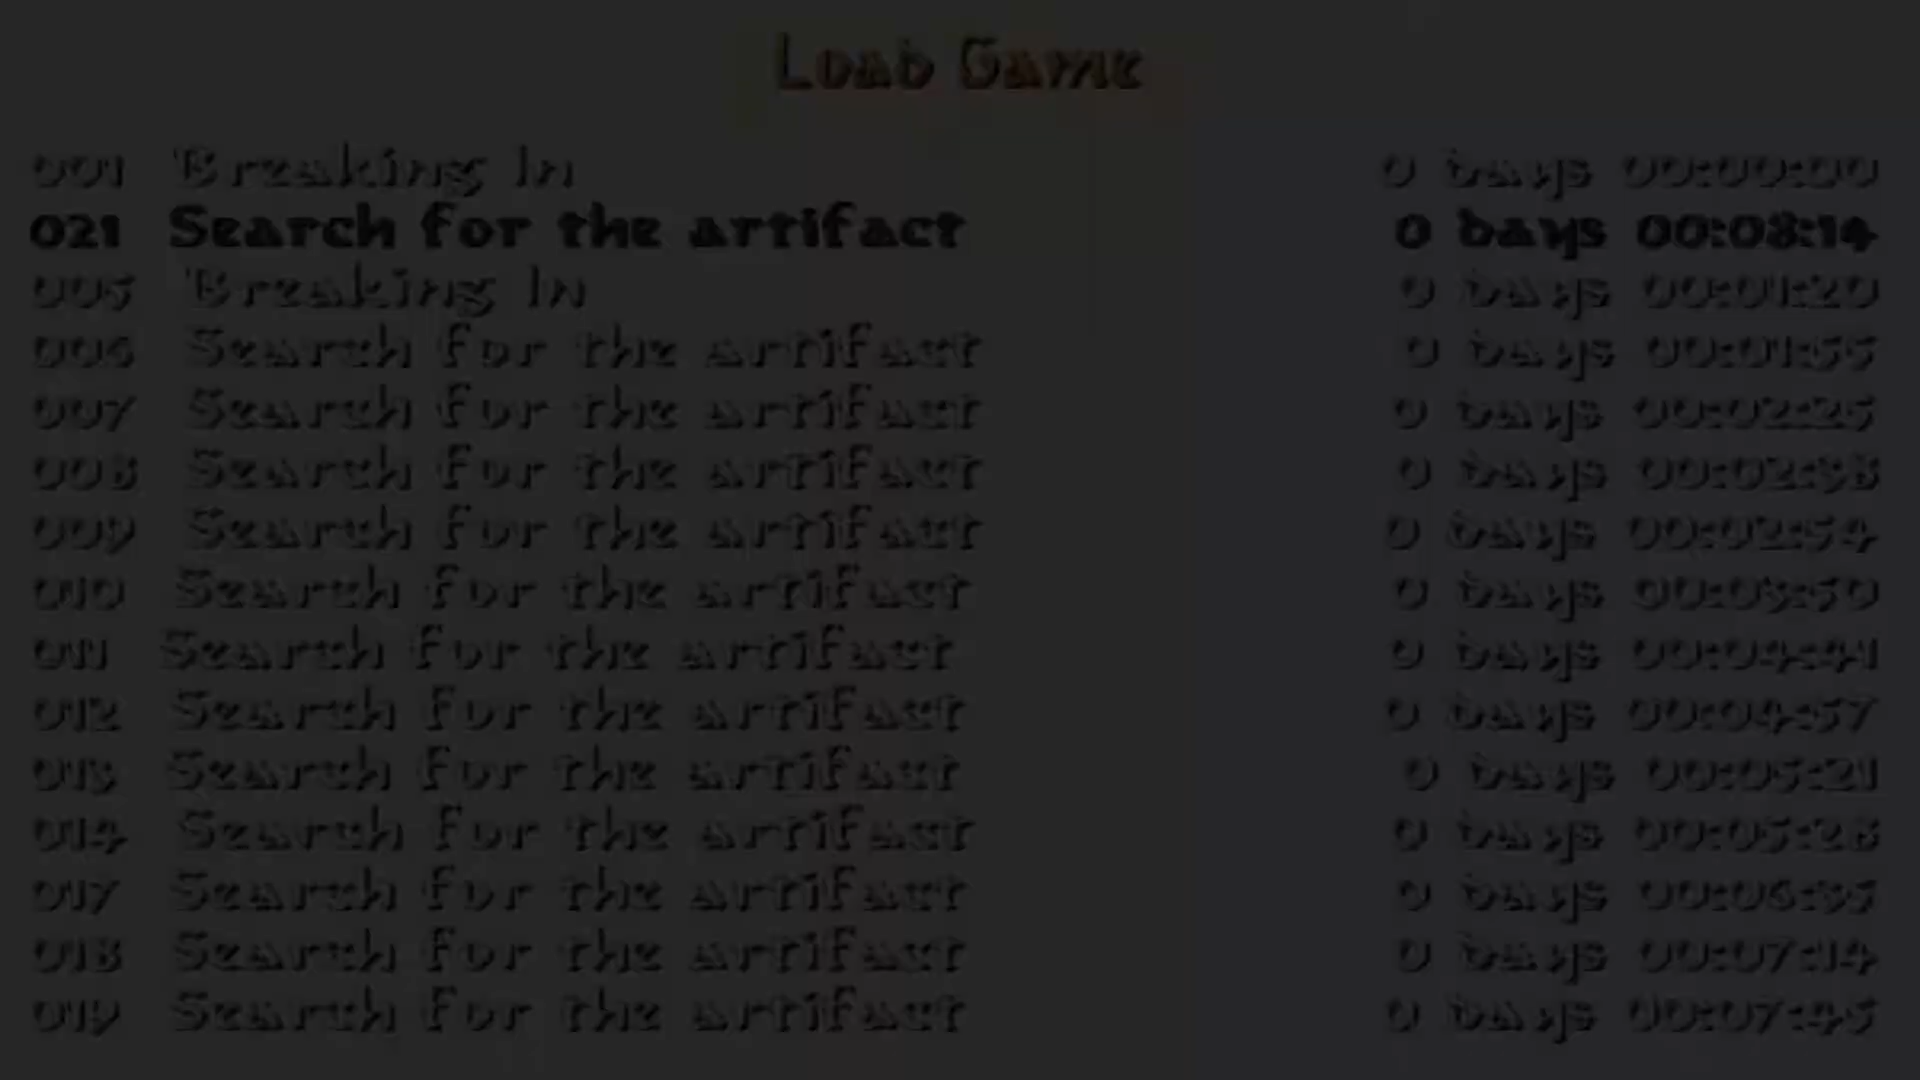 Load Game
001 Breaking In 0 days 00:00:00
021 Search for the artifact 0 days 00:08:14
005 Breaking In 0 days 00:01:20
006 Search for the artifact 0 days 00:01:55
007 Search for the artifact 0 days 00:02:25
008 Search for the artifact 0 days 00:02:38
009 Search for the artifact 0 days 00:02:54
010 Search for the artifact 0 days 00:03:50
011 Search for the artifact 0 days 00:04:41
012 Search for the artifact 0 days 00:04:57
013 Search for the artifact 0 days 00:05:21
014 Search for the artifact 0 days 00:05:28
017 Search for the artifact 0 days 00:06:35
018 Search for the artifact 0 days 00:07:14
019 Search for the artifact 0 days 00:07:45